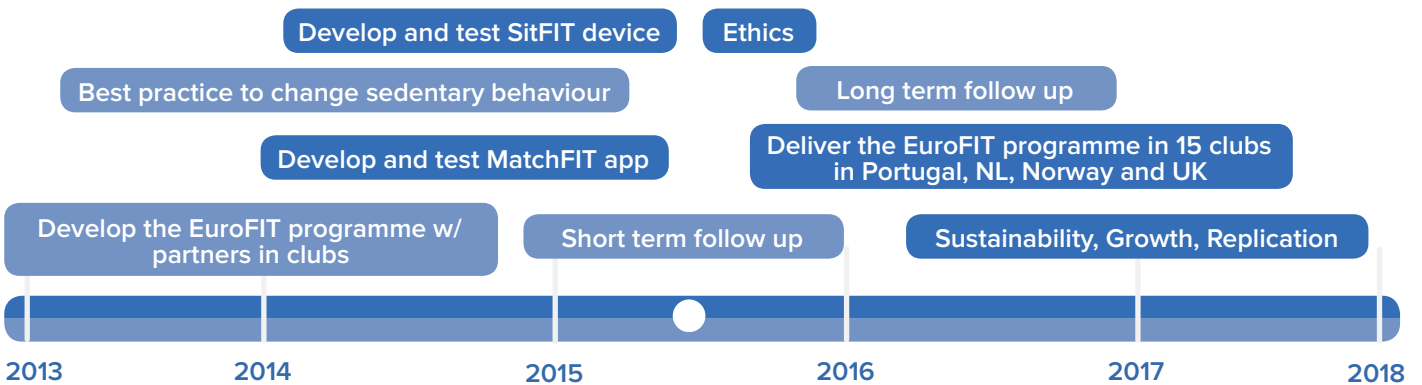 Develop and test SitFIT device
Ethics
Best practice to change sedentary behaviour
Long term follow up
Develop and test MatchFIT app
Deliver the EuroFIT programme in 15 clubs
in Portugal, NL, Norway and UK
Develop the EuroFIT programme w/
partners in clubs
Short term follow up
Sustainability, Growth, Replication
2013
2014
2015
2016
2017
2018